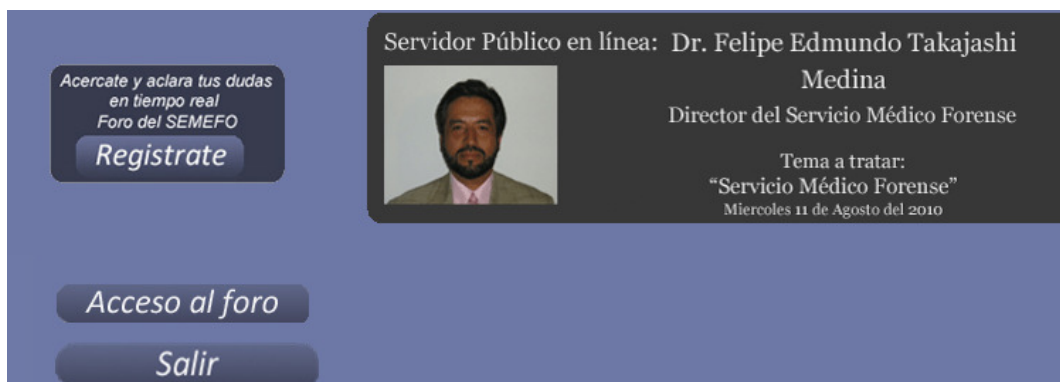 Acercate y aclara tus dudas
en tiempo real
Foro del SEMEFO
Registrate
Acceso al foro
Salir
Servidor Público en línea: Dr. Felipe Edmundo Takajashi
Medina
Director del Servicio Médico Forense
Tema a tratar:
“Servicio Médico Forense”
Miercoles 11 de Agosto del 2010